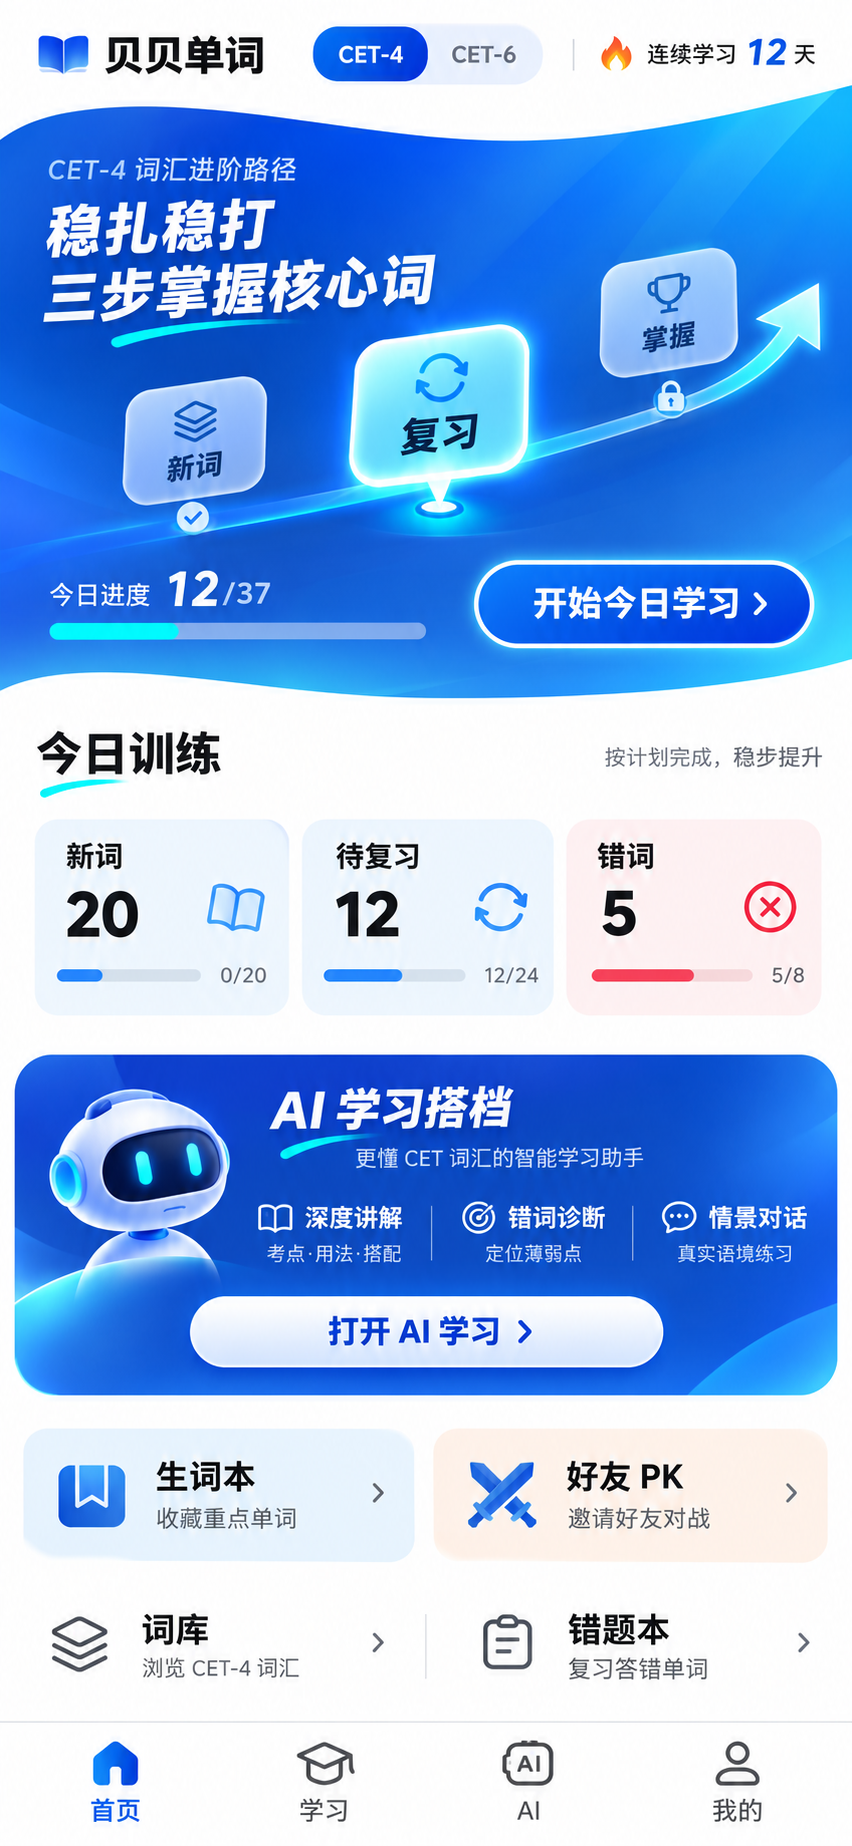 贝贝单词
CET-4
CET-6
连续学习 12 天
CET-4 词汇进阶路径
稳扎稳打
三步掌握核心词
掌握
复习
新词
今日进度 12/37
开始今日学习
今日训练
按计划完成，稳步提升
新词
20
0/20
待复习
12
12/24
错词
5
5/8
AI 学习搭档
更懂 CET 词汇的智能学习助手
深度讲解
考点·用法·搭配
错词诊断
定位薄弱点
情景对话
真实语境练习
打开 AI 学习
生词本
收藏重点单词
好友 PK
邀请好友对战
词库
浏览 CET-4 词汇
错题本
复习答错单词
首页
学习
AI
AI
我的